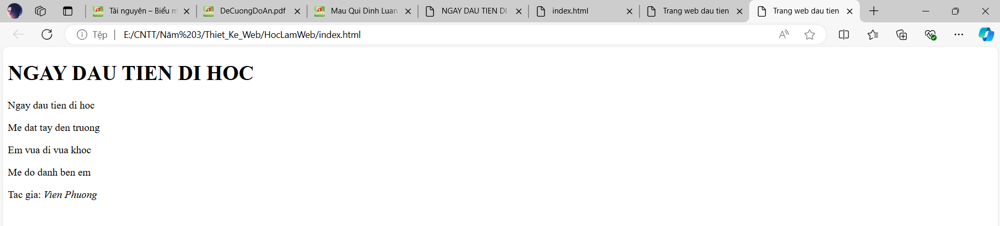 Tài nguyên – Biểu m
DeCuongDoAn.pdf
Mau Qui Dinh Luan
NGAY DAU TIEN DI
index.html
Trang web dau tien
Trang web dau tien
Tệp
E:/CNTT/Năm%203/Thiet_Ke_Web/HocLamWeb/index.html
NGAY DAU TIEN DI HOC
Ngay dau tien di hoc
Me dat tay den truong
Em vua di vua khoc
Me do danh ben em
Tac gia: Vien Phuong